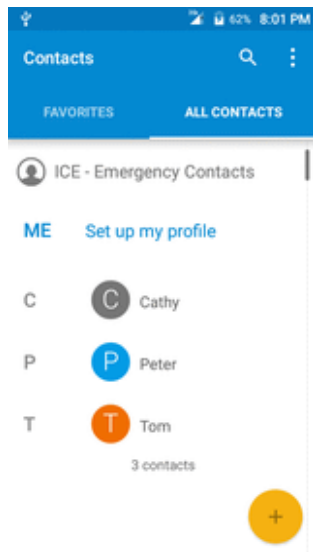 62% 8:01 PM
Contacts
FAVORITES ALL CONTACTS
ICE - Emergency Contacts
ME Set up my profile
C C Cathy
P P Peter
T T Tom
3 contacts
+